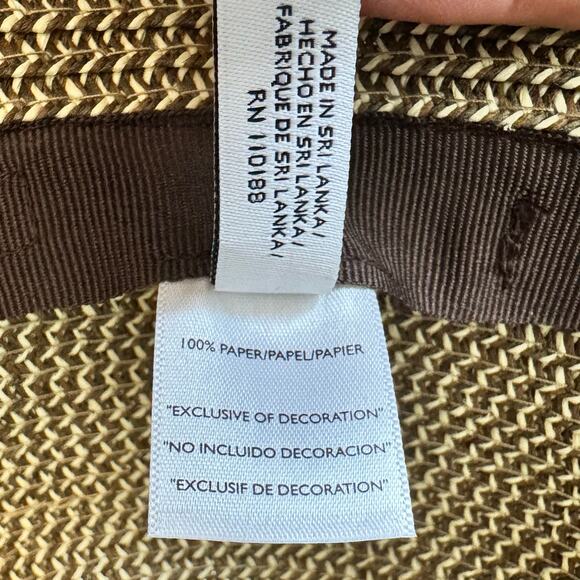 MADE IN SRI LANKA/
HECHO EN SRI LANKA/
FABRIQUE DE SRI LANKA/
RN 110188
100% PAPER/PAPEL/PAPIER
"EXCLUSIVE OF DECORATION"
"NO INCLUIDO DECORACION"
"EXCLUSIF DE DECORATION"